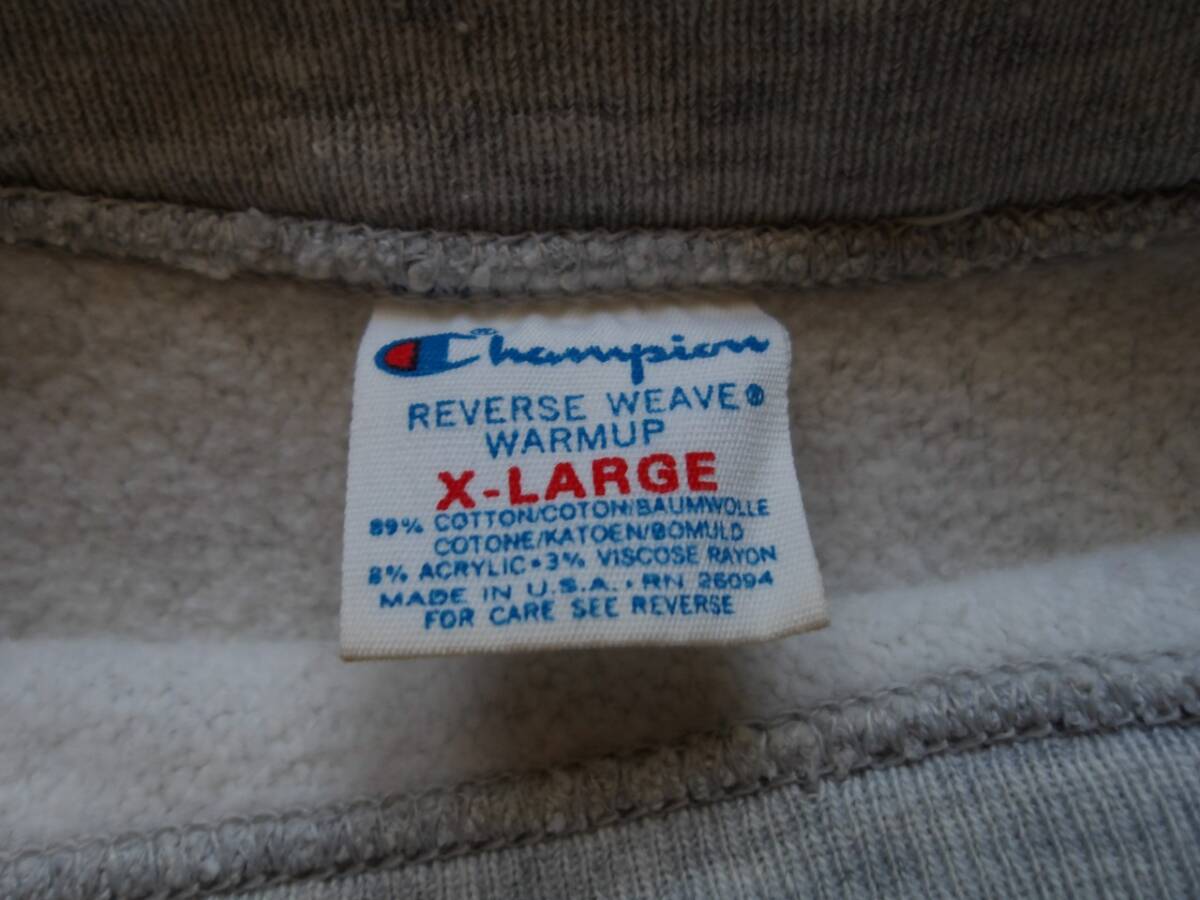 Champion
REVERSE WEAVE®
WARMUP
X-LARGE
89% COTTON/COTON/BAUMWOLLE
COTONE/KATOEN/BOMULD
8% ACRYLIC•3% VISCOSE RAYON
MADE IN U.S.A. • RN 26094
FOR CARE SEE REVERSE